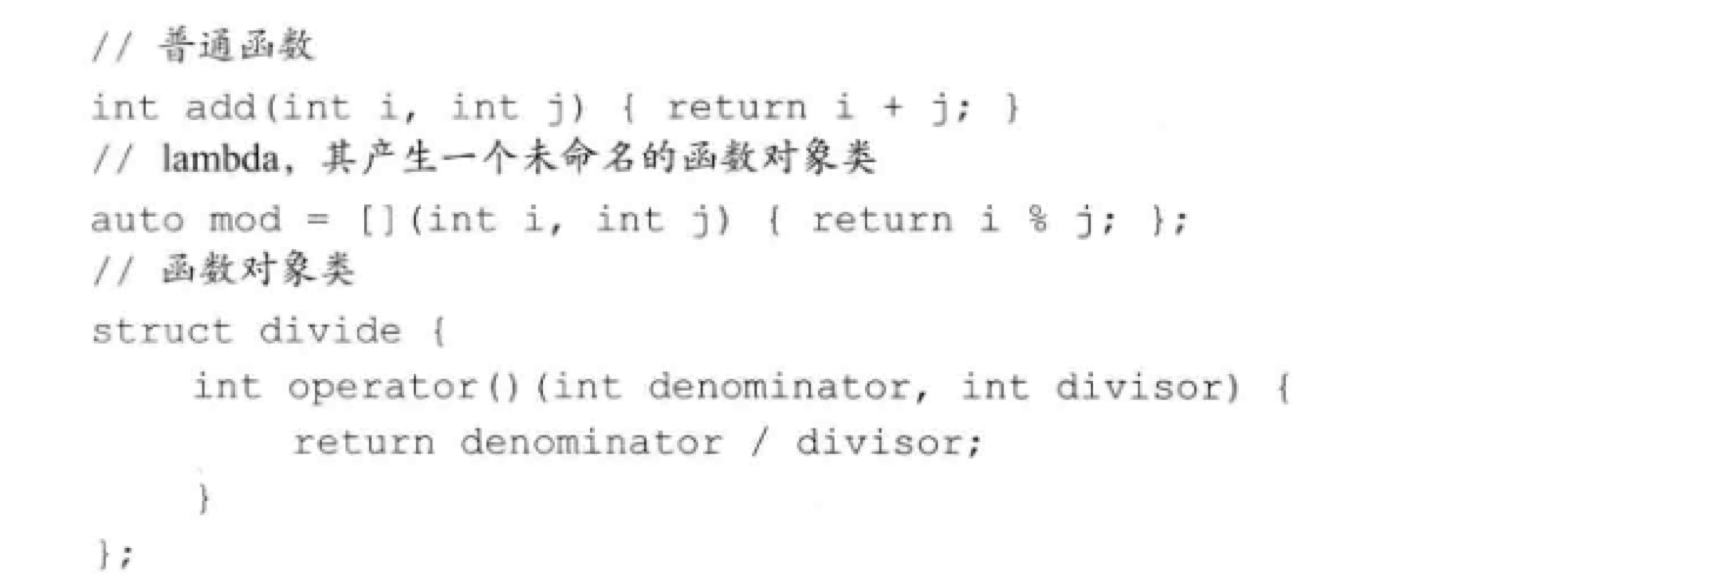 // 普通函数
int add(int i, int j) { return i + j; }
// lambda，其产生一个未命名的函数对象类
auto mod = [](int i, int j) { return i % j; };
// 函数对象类
struct divide {
    int operator()(int denominator, int divisor) {
        return denominator / divisor;
    }
};